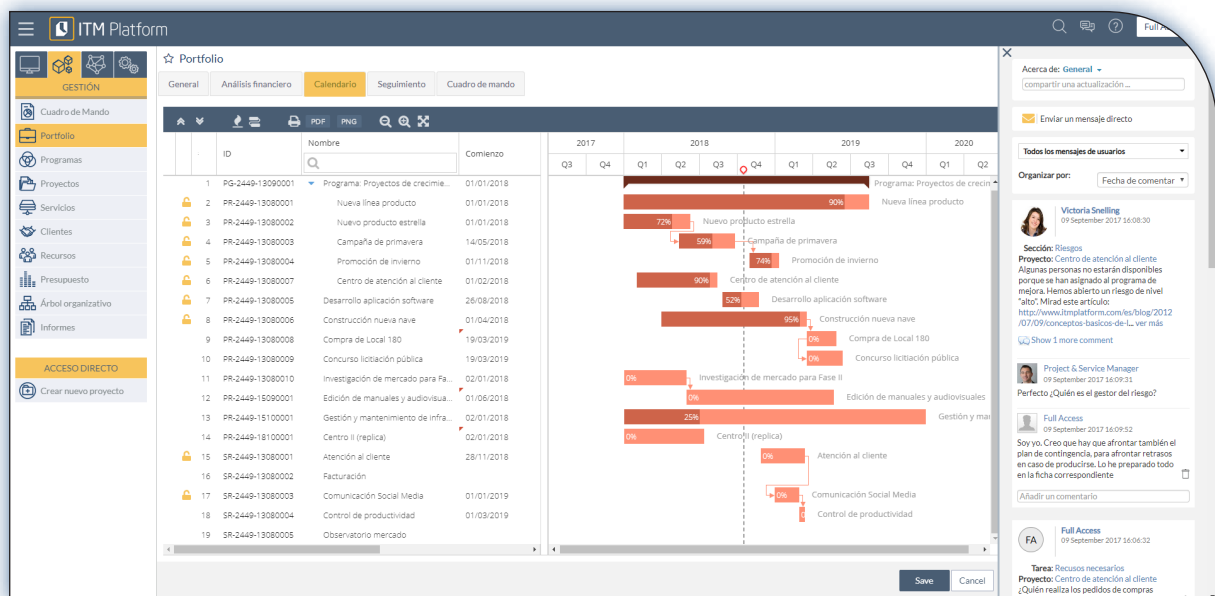 ITM Platform
Full A
GESTIÓN
Cuadro de Mando
Portfolio
Programas
Proyectos
Servicios
Clientes
Recursos
Presupuesto
Árbol organizativo
Informes
ACCESO DIRECTO
Crear nuevo proyecto
Portfolio
General Análisis financiero Calendario Seguimiento Cuadro de mando
PDF PNG
ID Nombre Comienzo
2017 2018 2019 2020
Q3 Q4 Q1 Q2 Q3 Q4 Q1 Q2 Q3 Q4 Q1 Q2
1 PG-2449-13090001 Programa: Proyectos de crecimie... 01/01/2018 Programa: Proyectos de crecin
2 PR-2449-13080001 Nueva línea producto 01/01/2018 90% Nueva línea producto
3 PR-2449-13080002 Nuevo producto estrella 01/01/2018 72% Nuevo producto estrella
4 PR-2449-13080003 Campaña de primavera 14/05/2018 59% Campaña de primavera
5 PR-2449-13080004 Promoción de invierno 01/11/2018 74% Promoción de invierno
6 PR-2449-13080007 Centro de atención al cliente 01/02/2018 90% Centro de atención al cliente
7 PR-2449-13080005 Desarrollo aplicación software 26/08/2018 52% Desarrollo aplicación software
8 PR-2449-13080006 Construcción nueva nave 01/04/2018 95% Construcción nueva nave
9 PR-2449-13080008 Compra de Local 180 19/03/2019 0% Compra de Local 180
10 PR-2449-13080009 Concurso licitiación pública 19/03/2019 0% Concurso licitiación pública
11 PR-2449-13080010 Investigación de mercado para Fa... 02/01/2018 0% Investigación de mercado para Fase II
12 PR-2449-15090001 Edición de manuales y audiovisua... 01/06/2018 0% Edición de manuales y audiovisuales
13 PR-2449-15100001 Gestión y mantenimiento de infra... 02/01/2018 25% Gestión y mai
14 PR-2449-18100001 Centro II (replica) 02/01/2018 0% Centro II (replica)
15 SR-2449-13080001 Atención al cliente 28/11/2018 0% Atención al cliente
16 SR-2449-13080002 Facturación
17 SR-2449-13080003 Comunicación Social Media 01/01/2019 0% Comunicación Social Media
18 SR-2449-13080004 Control de productividad 01/03/2019 Control de productividad
19 SR-2449-13080005 Observatorio mercado
Save Cancel
Acerca de: General
compartir una actualización ...
Enviar un mensaje directo
Todos los mensajes de usuarios
Organizar por: Fecha de comentar
Victoria Snelling
09 September 2017 16:08:30
Sección: Riesgos
Proyecto: Centro de atención al cliente
Algunas personas no estarán disponibles
porque se han asignado al programa de
mejora. Hemos abierto un riesgo de nivel
"alto". Mirad este artículo:
http://www.itmplatform.com/es/blog/2012
/07/09/conceptos-basicos-de-l... ver más
Show 1 more comment
Project & Service Manager
09 September 2017 16:09:31
Perfecto ¿Quién es el gestor del riesgo?
Full Access
09 September 2017 16:09:52
Soy yo. Creo que hay que afrontar también el
plan de contingencia, para afrontar retrasos
en caso de producirse. Lo he preparado todo
en la ficha correspondiente
Añadir un comentario
FA
Full Access
09 September 2017 16:06:32
Tarea: Recusos necesarios
Proyecto: Centro de atención al cliente
¿Quién realiza los pedidos de compras